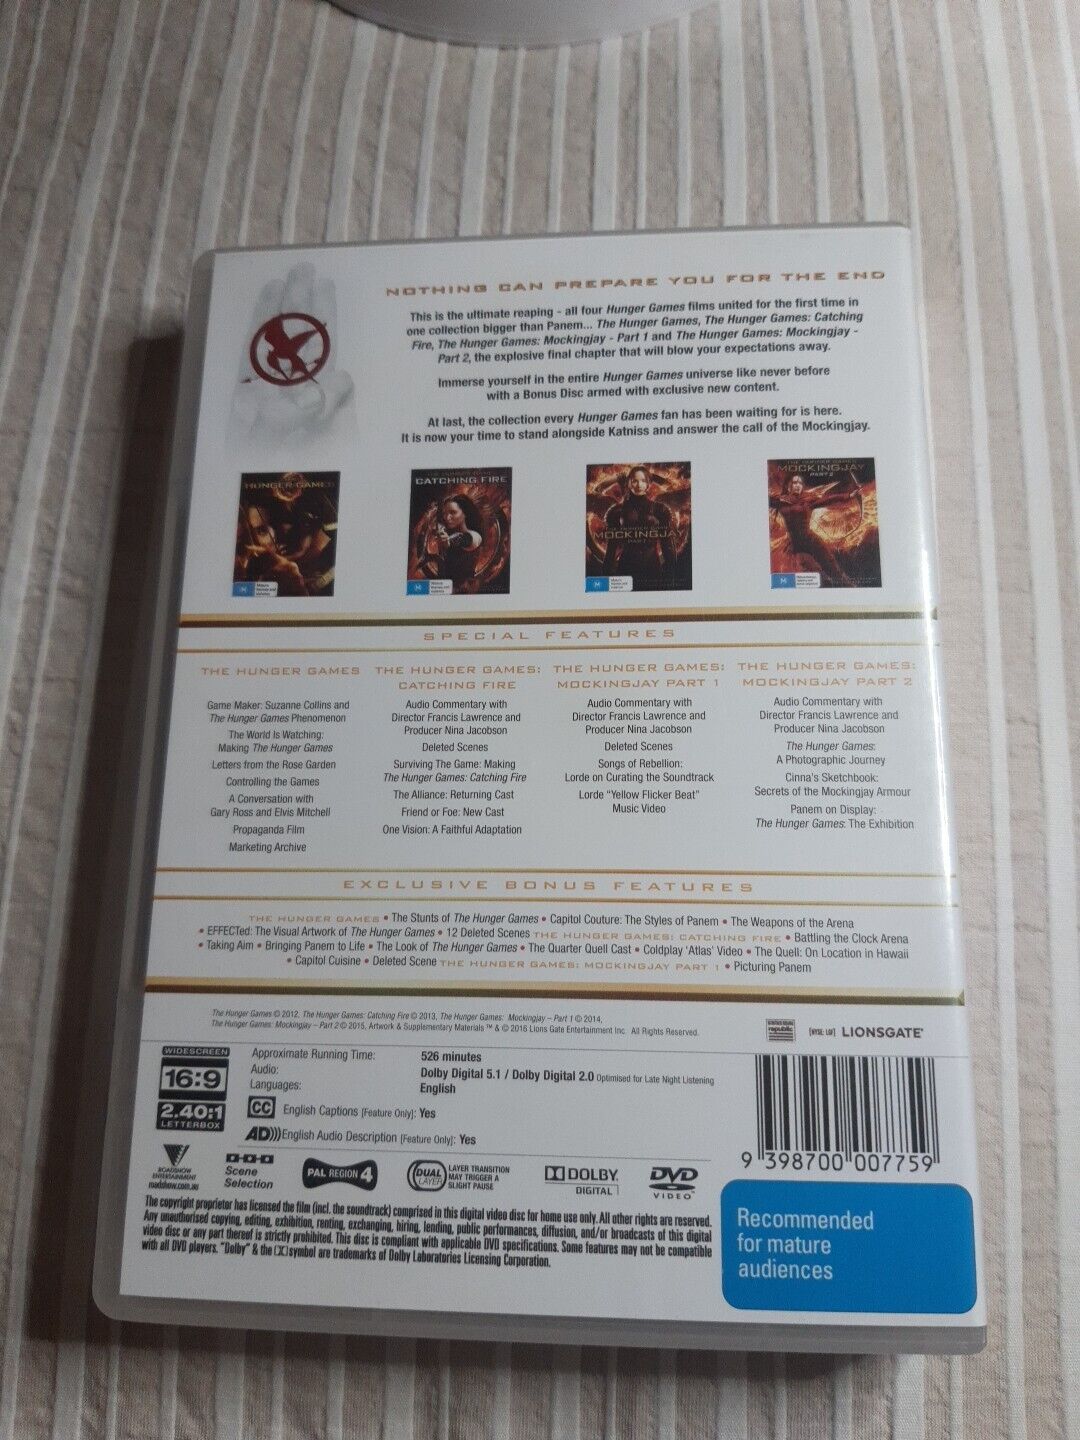 NOTHING CAN PREPARE YOU FOR THE END
This is the ultimate reaping - all four Hunger Games films united for the first time in
one collection bigger than Panem... The Hunger Games, The Hunger Games: Catching
Fire, The Hunger Games: Mockingjay - Part 1 and The Hunger Games: Mockingjay -
Part 2, the explosive final chapter that will blow your expectations away.
Immerse yourself in the entire Hunger Games universe like never before
with a Bonus Disc armed with exclusive new content.
At last, the collection every Hunger Games fan has been waiting for is here.
It is now your time to stand alongside Katniss and answer the call of the Mockingjay.
HUNGER GAMES
CATCHING FIRE
MOCKINGJAY
PART 1
THE HUNGER GAMES
MOCKINGJAY
PART 2
M
M
M
M
SPECIAL FEATURES
THE HUNGER GAMES
Game Maker: Suzanne Collins and
The Hunger Games Phenomenon
The World Is Watching:
Making The Hunger Games
Letters from the Rose Garden
Controlling the Games
A Conversation with
Gary Ross and Elvis Mitchell
Propaganda Film
Marketing Archive
THE HUNGER GAMES:
CATCHING FIRE
Audio Commentary with
Director Francis Lawrence and
Producer Nina Jacobson
Deleted Scenes
Surviving The Game: Making
The Hunger Games: Catching Fire
The Alliance: Returning Cast
Friend or Foe: New Cast
One Vision: A Faithful Adaptation
THE HUNGER GAMES:
MOCKINGJAY PART 1
Audio Commentary with
Director Francis Lawrence and
Producer Nina Jacobson
Deleted Scenes
Songs of Rebellion:
Lorde on Curating the Soundtrack
Lorde "Yellow Flicker Beat"
Music Video
THE HUNGER GAMES:
MOCKINGJAY PART 2
Audio Commentary with
Director Francis Lawrence and
Producer Nina Jacobson
The Hunger Games:
A Photographic Journey
Cinna's Sketchbook:
Secrets of the Mockingjay Armour
Panem on Display:
The Hunger Games: The Exhibition
EXCLUSIVE BONUS FEATURES
THE HUNGER GAMES • The Stunts of The Hunger Games • Capitol Couture: The Styles of Panem • The Weapons of the Arena
• EFFECTed: The Visual Artwork of The Hunger Games • 12 Deleted Scenes THE HUNGER GAMES: CATCHING FIRE • Battling the Clock Arena
• Taking Aim • Bringing Panem to Life • The Look of The Hunger Games • The Quarter Quell Cast • Coldplay 'Atlas' Video • The Quell: On Location in Hawaii
• Capitol Cuisine • Deleted Scene THE HUNGER GAMES: MOCKINGJAY PART 1 • Picturing Panem
The Hunger Games © 2012, The Hunger Games: Catching Fire © 2013, The Hunger Games: Mockingjay – Part 1 © 2014,
The Hunger Games: Mockingjay – Part 2 © 2015, Artwork & Supplementary Materials ™ & © 2016 Lions Gate Entertainment Inc. All Rights Reserved.
republic
[NYSE: LGF] LIONSGATE®
WIDESCREEN
16:9
2.40:1
LETTERBOX
Approximate Running Time: 526 minutes
Audio: Dolby Digital 5.1 / Dolby Digital 2.0 Optimised for Late Night Listening
Languages: English
CC English Captions [Feature Only]: Yes
AD))) English Audio Description [Feature Only]: Yes
9 398700 007759
ROADSHOW
ENTERTAINMENT
roadshow.com.au
Scene
Selection
PAL REGION 4
DUAL
LAYER
LAYER TRANSITION
MAY TRIGGER A
SLIGHT PAUSE
DOLBY
DIGITAL
DVD
VIDEO
The copyright proprietor has licensed the film (incl. the soundtrack) comprised in this digital video disc for home use only. All other rights are reserved.
Any unauthorised copying, editing, exhibition, renting, exchanging, hiring, lending, public performances, diffusion, and/or broadcasts of this digital
video disc or any part thereof is strictly prohibited. This disc is compliant with applicable DVD specifications. Some features may not be compatible
with all DVD players. "Dolby" & the symbol are trademarks of Dolby Laboratories Licensing Corporation.
Recommended
for mature
audiences